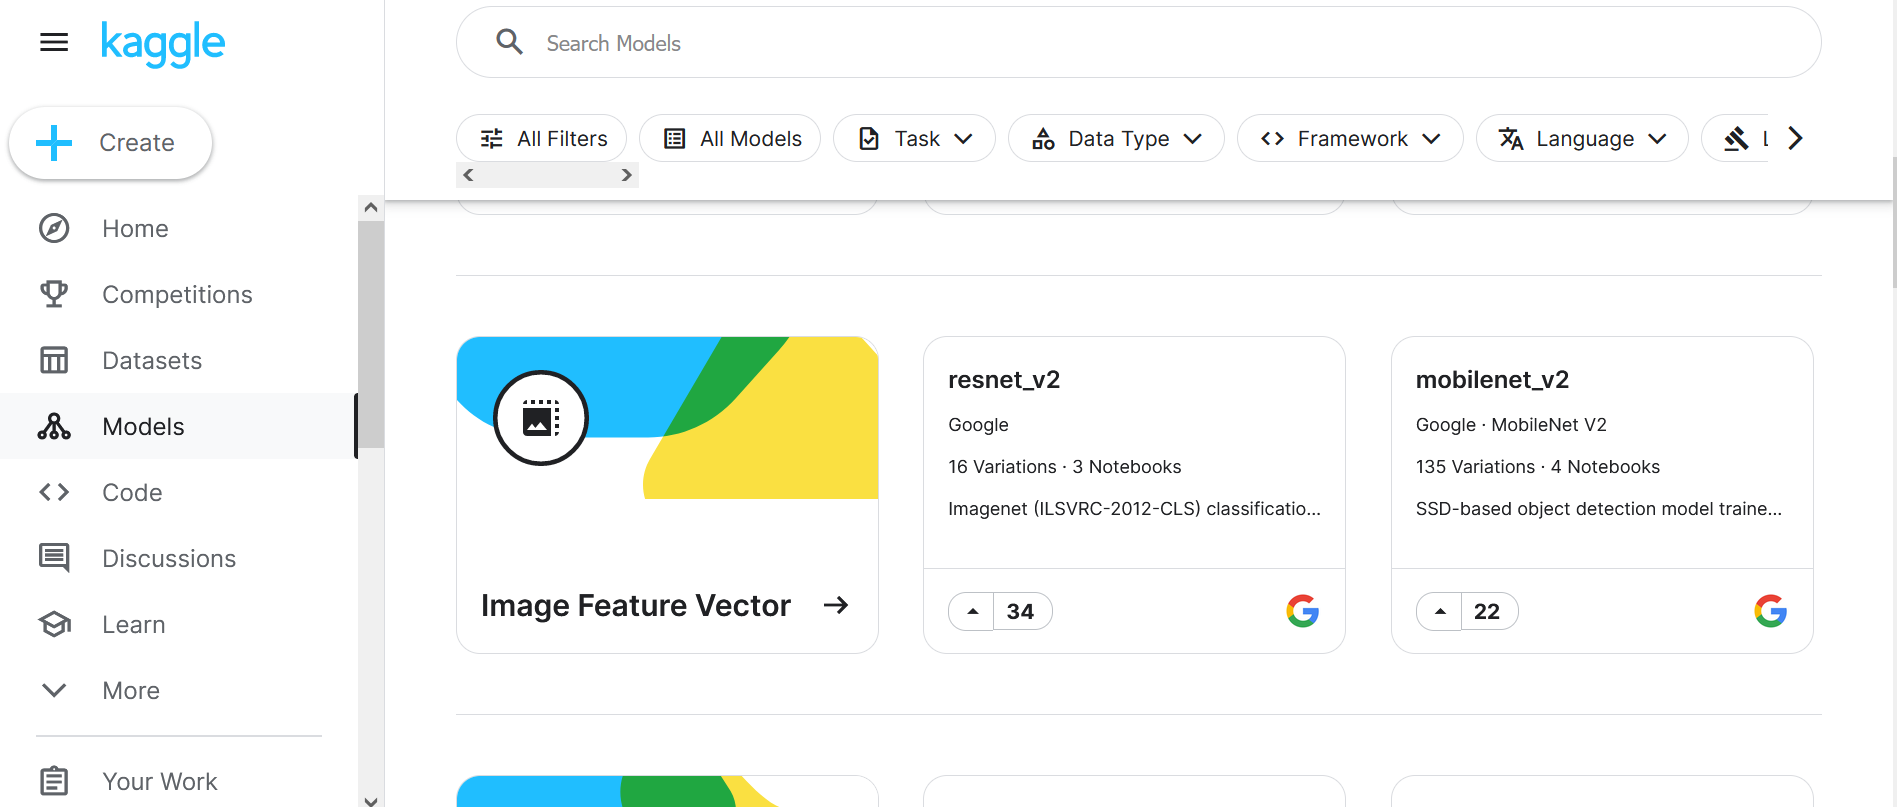 kaggle
Create
Home
Competitions
Datasets
Models
Code
Discussions
Learn
More
Your Work
Search Models
All Filters
All Models
Task
Data Type
Framework
Language
Image Feature Vector
resnet_v2
Google
16 Variations · 3 Notebooks
Imagenet (ILSVRC-2012-CLS) classificatio...
34
mobilenet_v2
Google · MobileNet V2
135 Variations · 4 Notebooks
SSD-based object detection model traine...
22